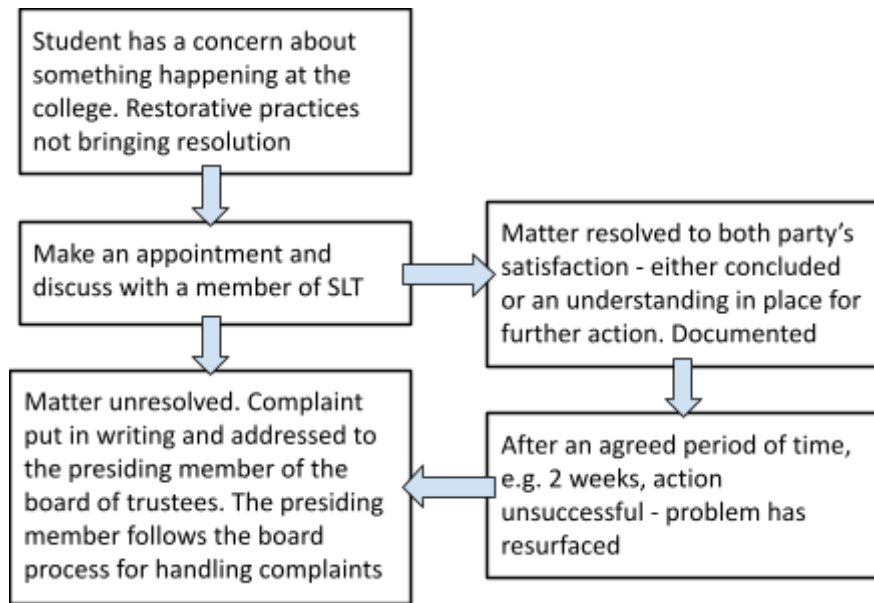 Student has a concern about
something happening at the
college. Restorative practices
not bringing resolution
Make an appointment and
discuss with a member of SLT
Matter resolved to both party's
satisfaction - either concluded
or an understanding in place for
further action. Documented
After an agreed period of time,
e.g. 2 weeks, action
unsuccessful - problem has
resurfaced
Matter unresolved. Complaint
put in writing and addressed to
the presiding member of the
board of trustees. The presiding
member follows the board
process for handling complaints